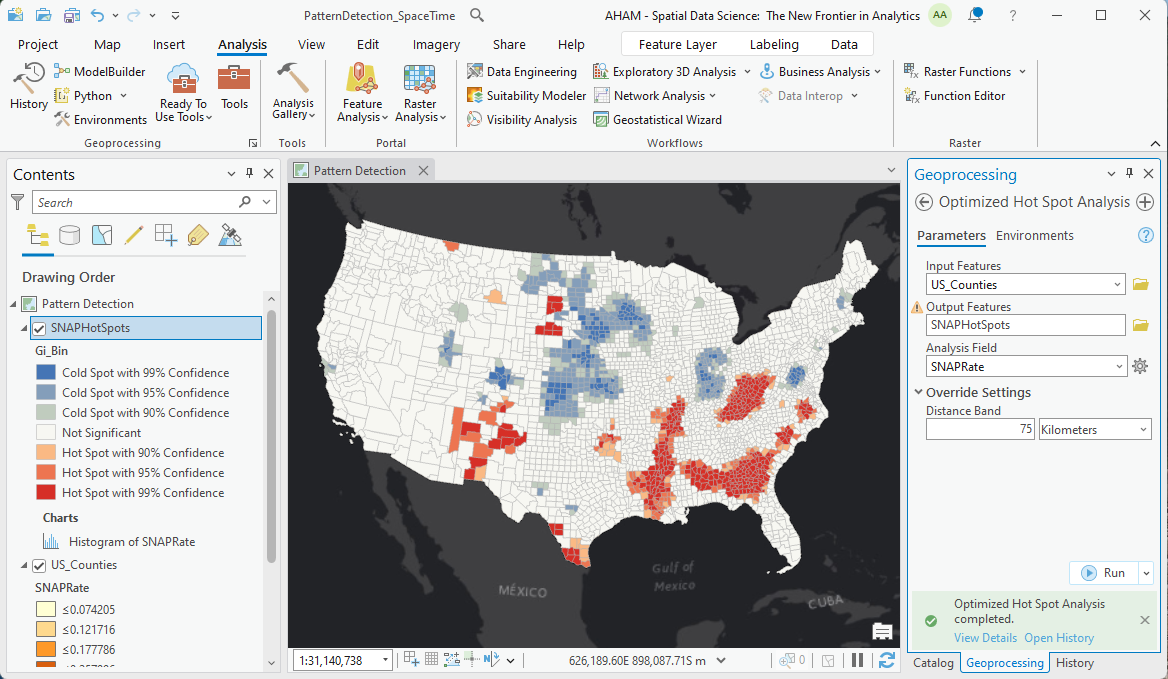 PatternDetection_SpaceTime
AHAM - Spatial Data Science: The New Frontier in Analytics
AA
?
Project
Map
Insert
Analysis
View
Edit
Imagery
Share
Help
Feature Layer
Labeling
Data
History
ModelBuilder
Python
Environments
Ready To
Use Tools
Tools
Geoprocessing
Analysis
Gallery
Tools
Feature
Analysis
Raster
Analysis
Portal
Data Engineering
Suitability Modeler
Visibility Analysis
Exploratory 3D Analysis
Network Analysis
Geostatistical Wizard
Business Analysis
Data Interop
Workflows
Raster Functions
Function Editor
Raster
Contents
Search
Drawing Order
Pattern Detection
SNAPHotSpots
Gi_Bin
Cold Spot with 99% Confidence
Cold Spot with 95% Confidence
Cold Spot with 90% Confidence
Not Significant
Hot Spot with 90% Confidence
Hot Spot with 95% Confidence
Hot Spot with 99% Confidence
Charts
Histogram of SNAPRate
US_Counties
SNAPRate
≤0.074205
≤0.121716
≤0.177786
Pattern Detection
MÉXICO
Gulf of
Mexico
CUBA
1:31,140,738
626,189.60E 898,087.71S m
0
Geoprocessing
Optimized Hot Spot Analysis
Parameters
Environments
?
Input Features
US_Counties
Output Features
SNAPHotSpots
Analysis Field
SNAPRate
Override Settings
Distance Band
75
Kilometers
Run
Optimized Hot Spot Analysis
completed.
View Details
Open History
Catalog
Geoprocessing
History